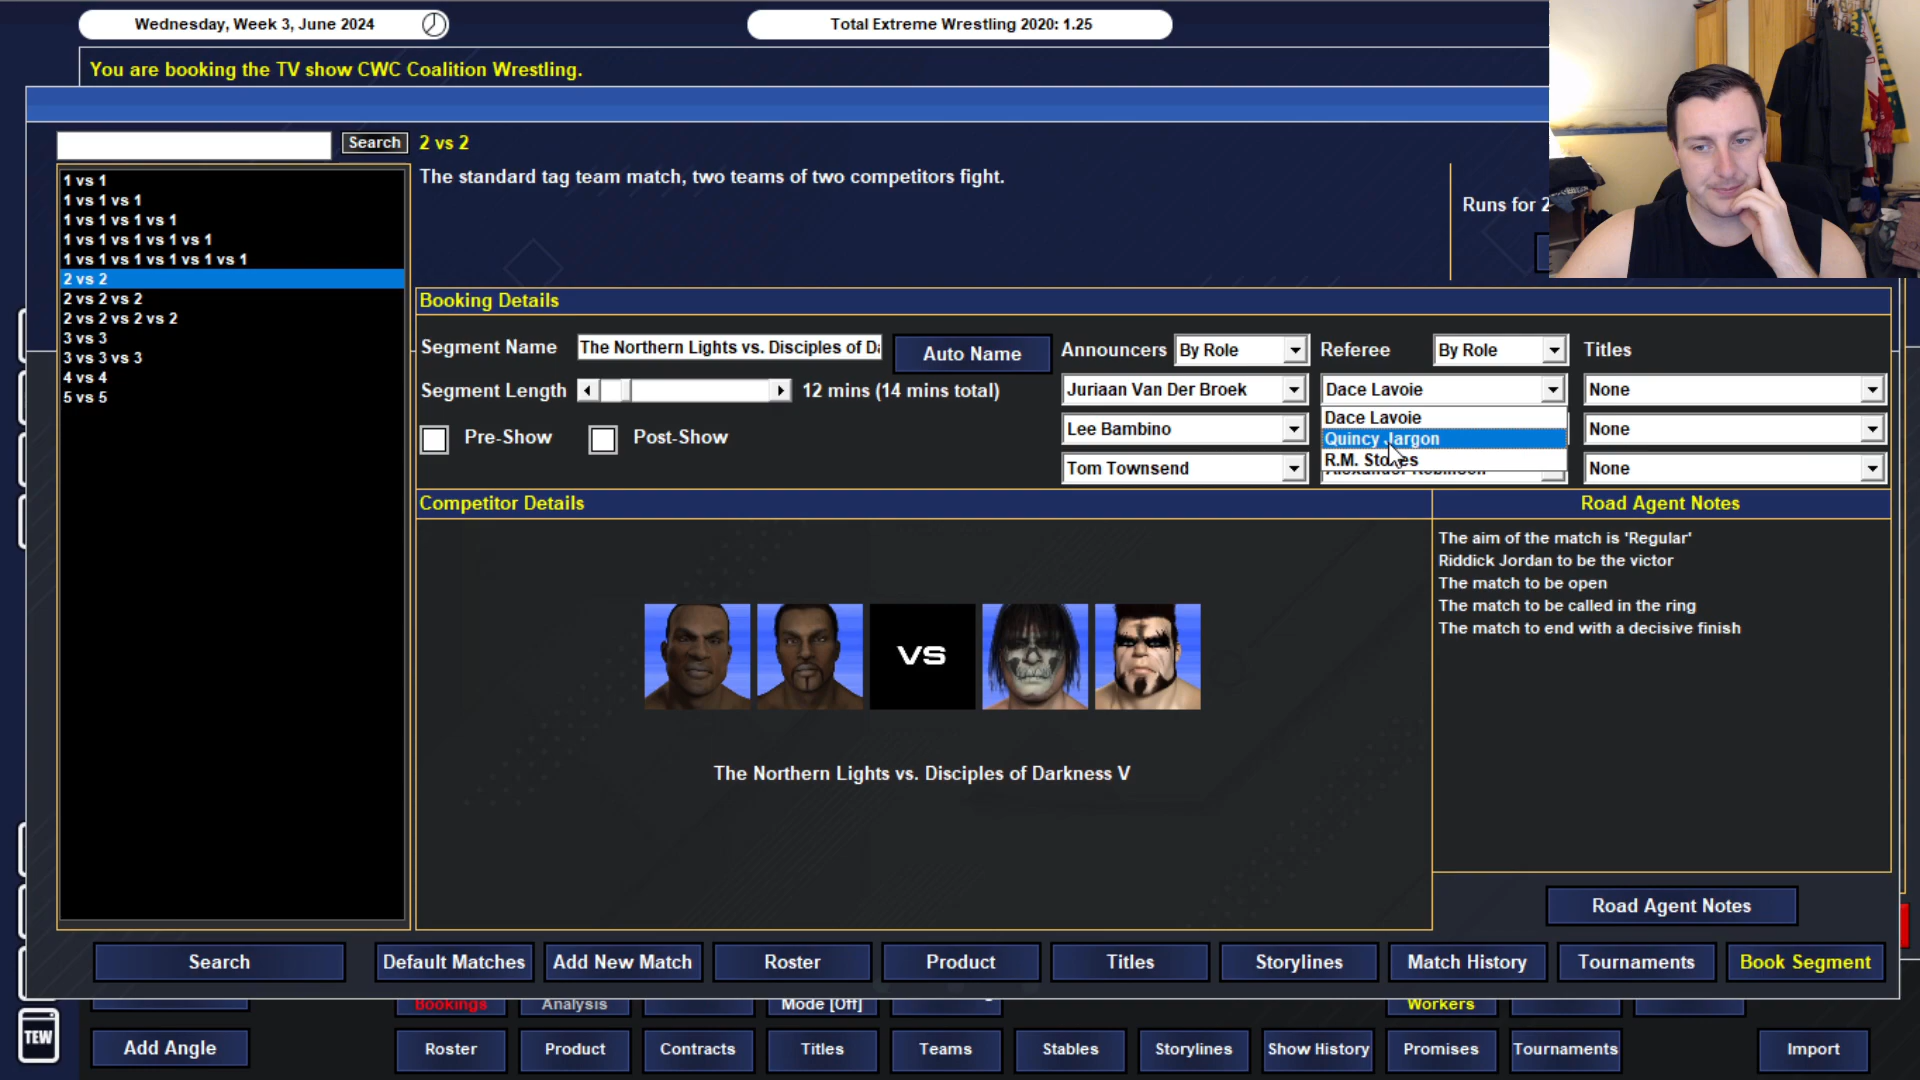 Wednesday, Week 3, June 2024
Total Extreme Wrestling 2020: 1.25
You are booking the TV show CWC Coalition Wrestling.
Search
2 vs 2
The standard tag team match, two teams of two competitors fight.
Runs for 2
1 vs 1
1 vs 1 vs 1
1 vs 1 vs 1 vs 1
1 vs 1 vs 1 vs 1 vs 1
1 vs 1 vs 1 vs 1 vs 1 vs 1
2 vs 2
2 vs 2 vs 2
2 vs 2 vs 2 vs 2
3 vs 3
3 vs 3 vs 3
4 vs 4
5 vs 5
Booking Details
Segment Name
The Northern Lights vs. Disciples of Da
Auto Name
Segment Length
12 mins (14 mins total)
Pre-Show
Post-Show
Announcers
By Role
Juriaan Van Der Broek
Lee Bambino
Tom Townsend
Referee
By Role
Dace Lavoie
Dace Lavoie
Quincy Jargon
R.M. Stones
Titles
None
None
None
Competitor Details
VS
The Northern Lights vs. Disciples of Darkness V
Road Agent Notes
The aim of the match is 'Regular'
Riddick Jordan to be the victor
The match to be open
The match to be called in the ring
The match to end with a decisive finish
Road Agent Notes
Search
Default Matches
Add New Match
Roster
Product
Titles
Storylines
Match History
Tournaments
Book Segment
Bookings
Analysis
Mode [Off]
Workers
TEW
Add Angle
Roster
Product
Contracts
Titles
Teams
Stables
Storylines
Show History
Promises
Tournaments
Import